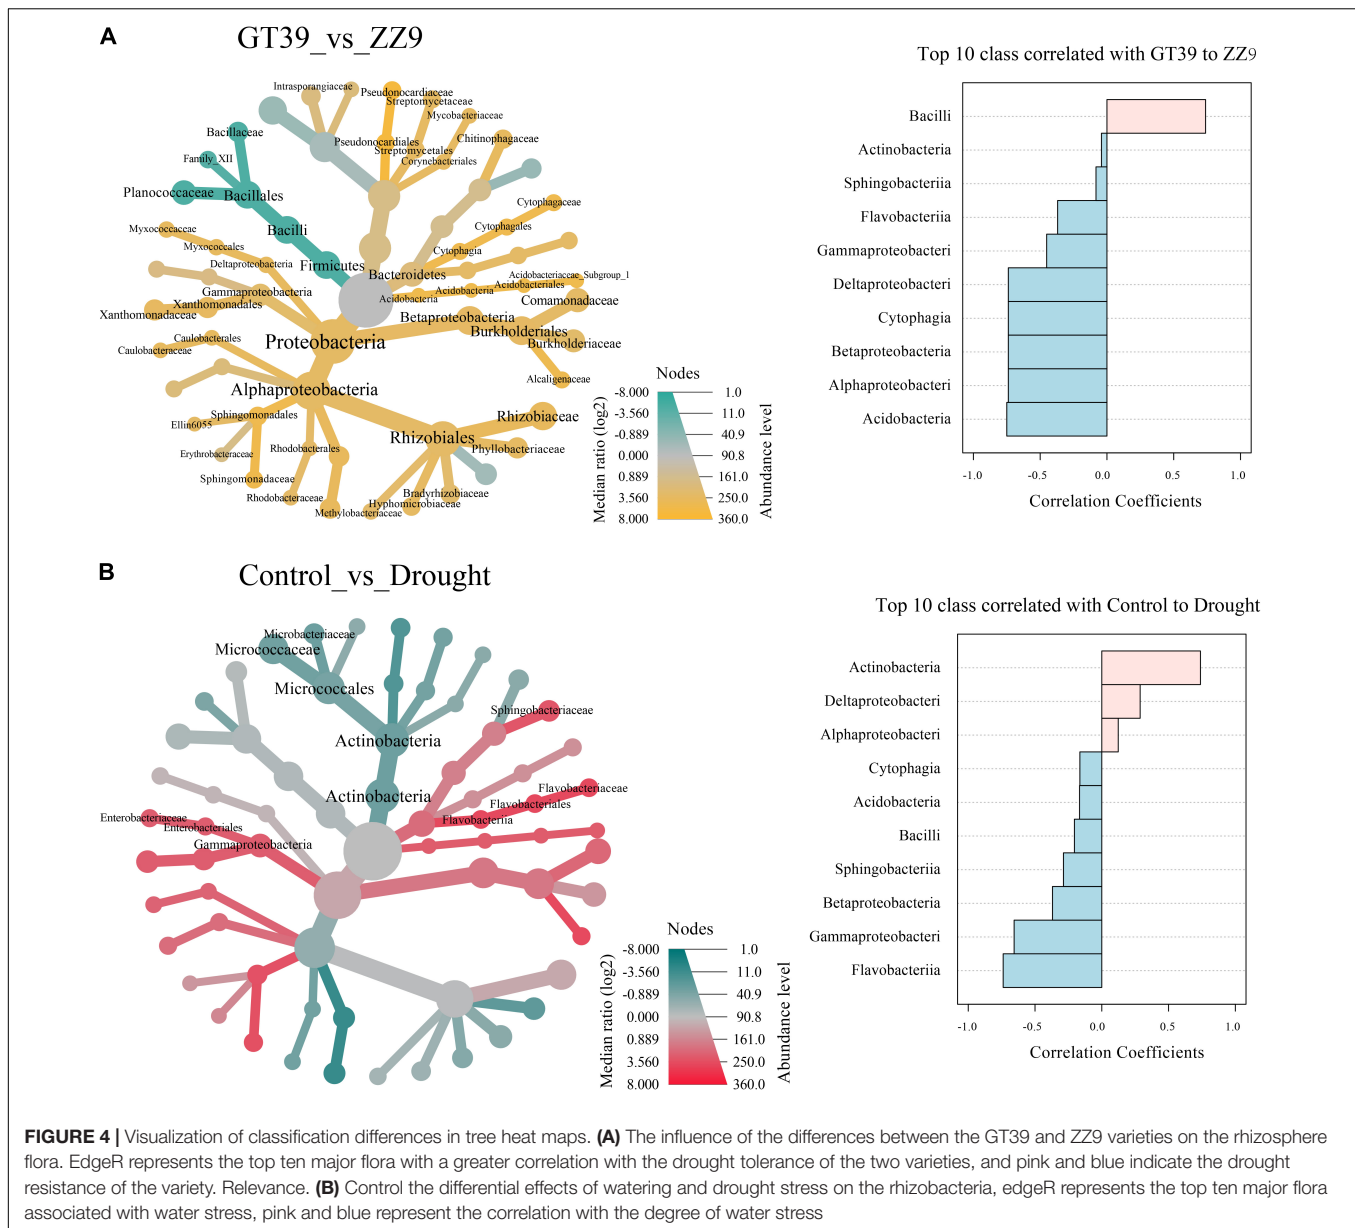 A
GT39_vs_ZZ9
Intrasporangiaceae
Pseudonocardiaceae
Streptomycetaceae
Mycobacteriaceae
Bacillaceae
Pseudonocardiales
Chitinophagaceae
Streptomycetales
Family_XII
Corynebacteriales
Planococcaceae
Bacillales
Cytophagaceae
Myxococcaceae
Bacilli
Cytophagales
Myxococcales
Cytophagia
Deltaproteobacteria
Firmicutes
Bacteroidetes
Acidobacteriaceae_Subgroup_1
Acidobacteriales
Gammaproteobacteria
Acidobacteria
Acidobacteria
Comamonadaceae
Xanthomonadales
Xanthomonadaceae
Betaproteobacteria
Burkholderiales
Caulobacterales
Proteobacteria
Burkholderiaceae
Caulobacteraceae
Alcaligenaceae
Alphaproteobacteria
Sphingomonadales
Rhizobiaceae
Ellin6055
Rhizobiales
Erythrobacteraceae
Rhodobacterales
Phyllobacteriaceae
Sphingomonadaceae
Rhodobacteraceae
Bradyrhizobiaceae
Hyphomicrobiaceae
Methylobacteriaceae
Nodes
Median ratio (log2)
-8.000 1.0
-3.560 11.0
-0.889 40.9
0.000 90.8
0.889 161.0
3.560 250.0
8.000 360.0
Abundance level
Top 10 class correlated with GT39 to ZZ9
Bacilli
Actinobacteria
Sphingobacteriia
Flavobacteriia
Gammaproteobacteri
Deltaproteobacteria
Cytophagia
Betaproteobacteria
Alphaproteobacteri
Acidobacteria
-1.0 -0.5 0.0 0.5 1.0
Correlation Coefficients
B
Control_vs_Drought
Microbacteriaceae
Micrococcaceae
Micrococcales
Sphingobacteriaceae
Actinobacteria
Flavobacteriaceae
Actinobacteria
Flavobacteriales
Enterobacteriaceae
Flavobacteriia
Enterobacteriales
Gammaproteobacteria
Nodes
Median ratio (log2)
-8.000 1.0
-3.560 11.0
-0.889 40.9
0.000 90.8
0.889 161.0
3.560 250.0
8.000 360.0
Abundance level
Top 10 class correlated with Control to Drought
Actinobacteria
Deltaproteobacteri
Alphaproteobacteri
Cytophagia
Acidobacteria
Bacilli
Sphingobacteriia
Betaproteobacteria
Gammaproteobacteri
Flavobacteriia
-1.0 -0.5 0.0 0.5 1.0
Correlation Coefficients
FIGURE 4 | Visualization of classification differences in tree heat maps. (A) The influence of the differences between the GT39 and ZZ9 varieties on the rhizosphere
flora. EdgeR represents the top ten major flora with a greater correlation with the drought tolerance of the two varieties, and pink and blue indicate the drought
resistance of the variety. Relevance. (B) Control the differential effects of watering and drought stress on the rhizobacteria, edgeR represents the top ten major flora
associated with water stress, pink and blue represent the correlation with the degree of water stress